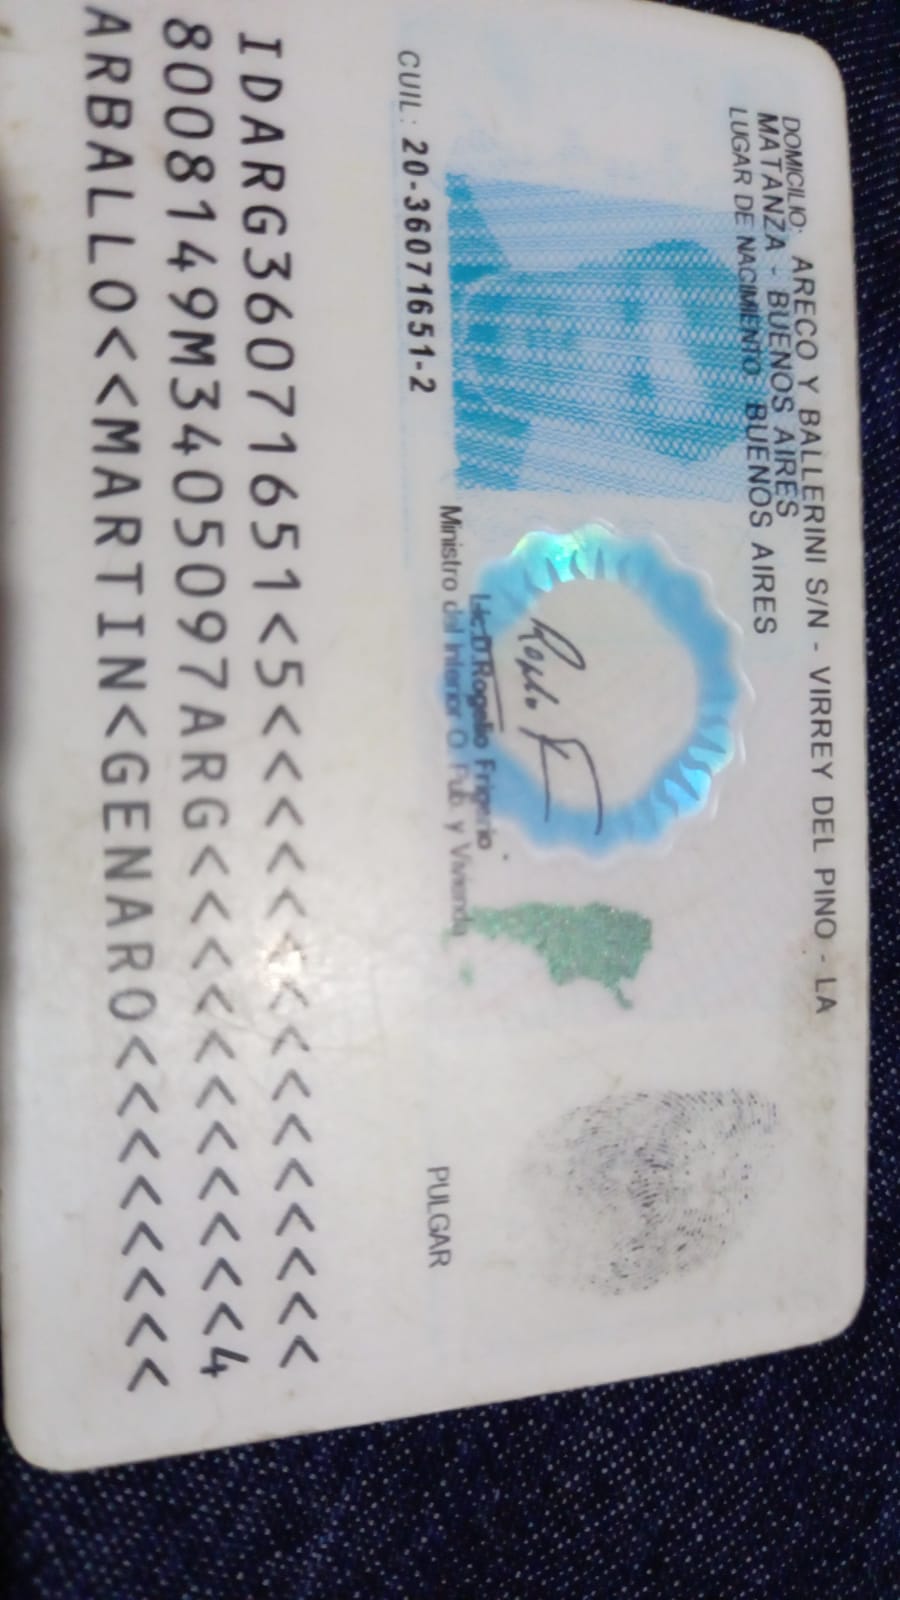 DOMICILIO: ARECO Y BALLERINI S/N - VIRREY DEL PINO - LA
MATANZA - BUENOS AIRES
LUGAR DE NACIMIENTO: BUENOS AIRES
Lic. D. Rogelio Frigerio
Ministro del Interior O. Pub. y Vivienda
CUIL: 20-36071651-2
PULGAR
IDARG36071651<5<<<<<<<<<<<<<<<
8008149M3405097ARG<<<<<<<<<<<4
ARBALLO<<MARTIN<GENARO<<<<<<<<